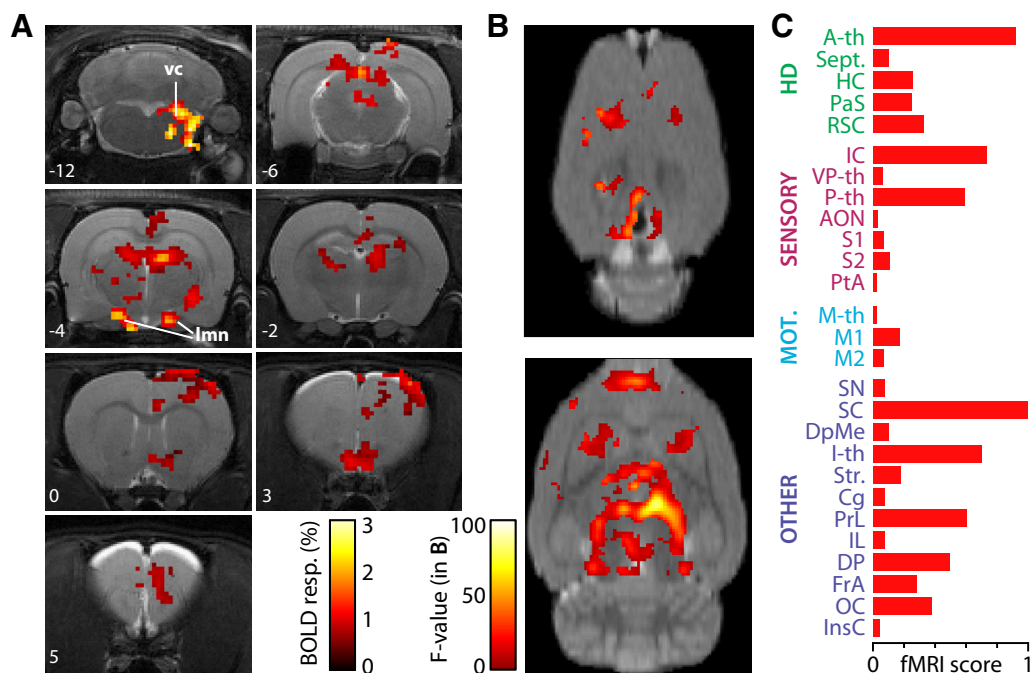 A
vc
-12
-6
-4
lmn
-2
0
3
5
BOLD resp. (%)
3
2
1
0
F-value (in B)
100
50
0
B
C
HD
A-th
Sept.
HC
PaS
RSC
SENSORY
IC
VP-th
P-th
AON
S1
S2
PtA
MOT.
M-th
M1
M2
OTHER
SN
SC
DpMe
I-th
Str.
Cg
PrL
IL
DP
FrA
OC
InsC
0 fMRI score 1